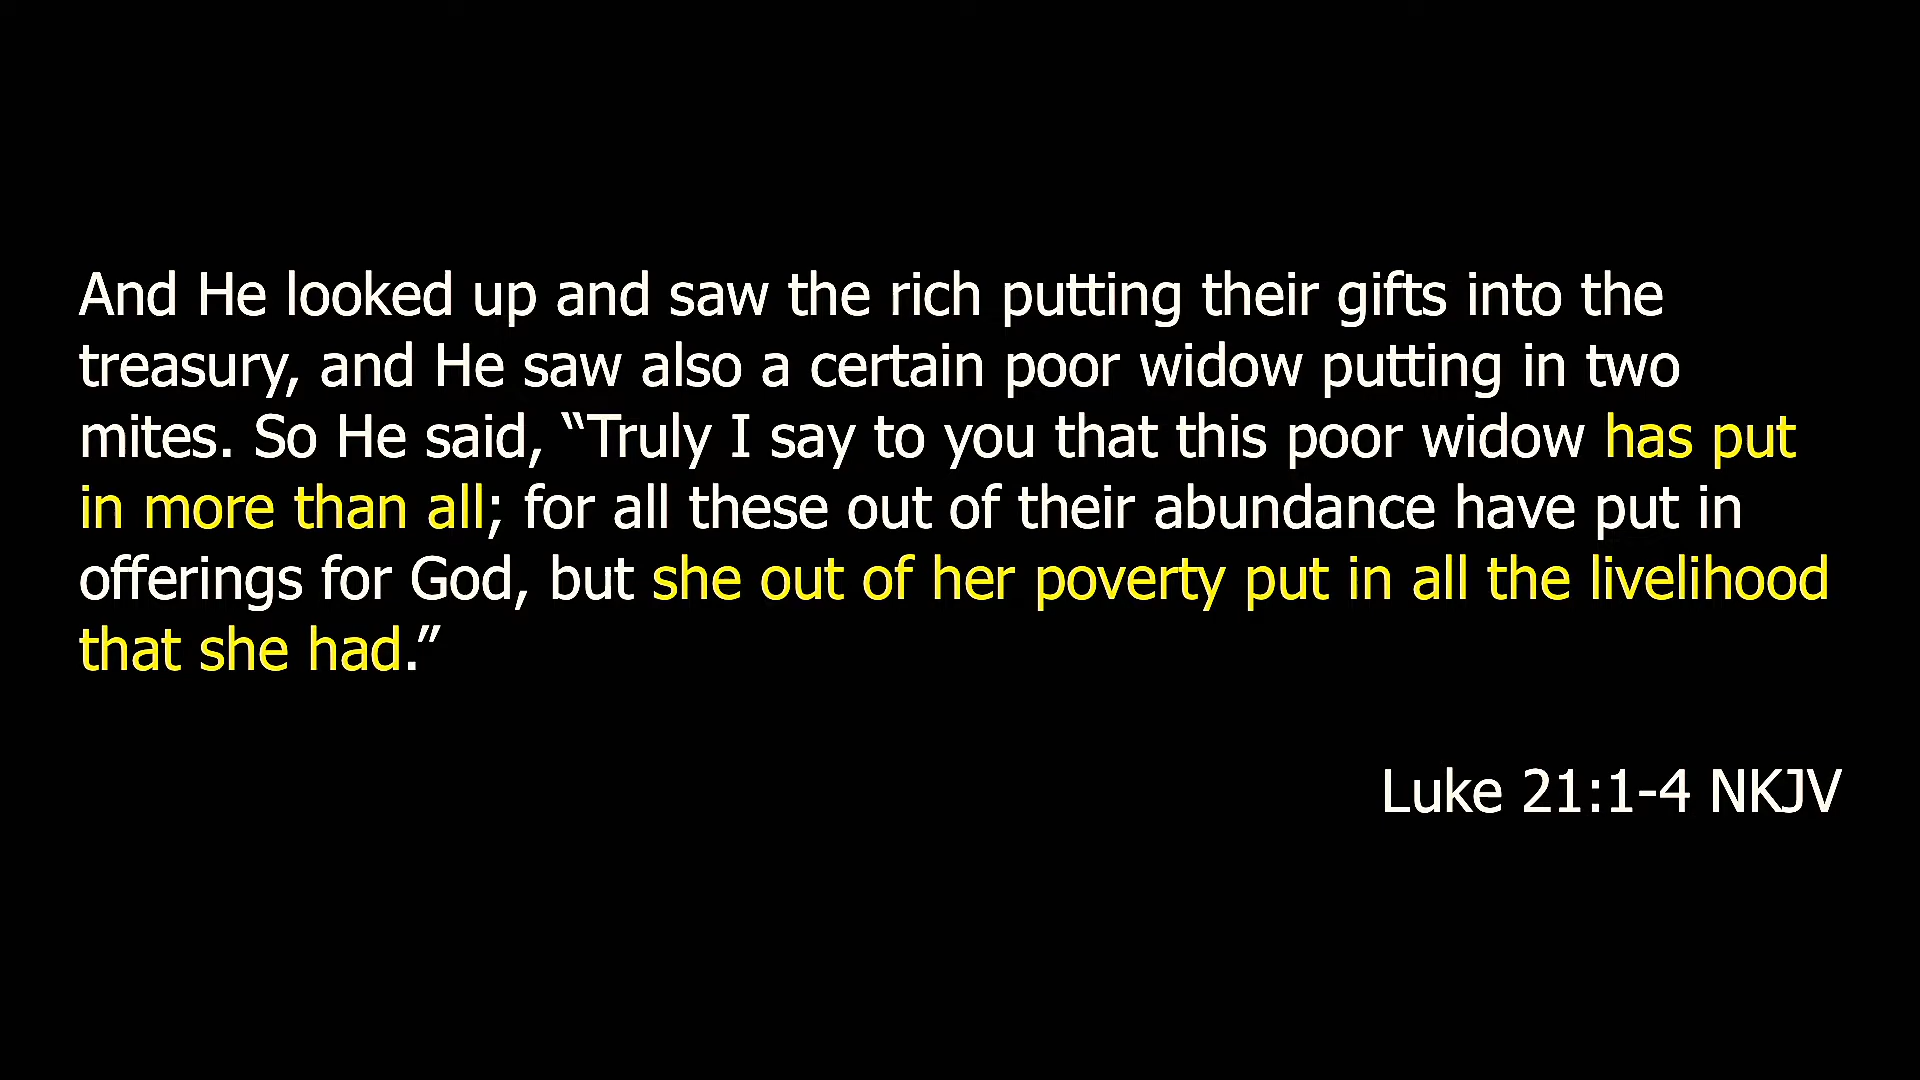 And He looked up and saw the rich putting their gifts into the
treasury, and He saw also a certain poor widow putting in two
mites. So He said, “Truly I say to you that this poor widow has put
in more than all; for all these out of their abundance have put in
offerings for God, but she out of her poverty put in all the livelihood
that she had.”
Luke 21:1-4 NKJV